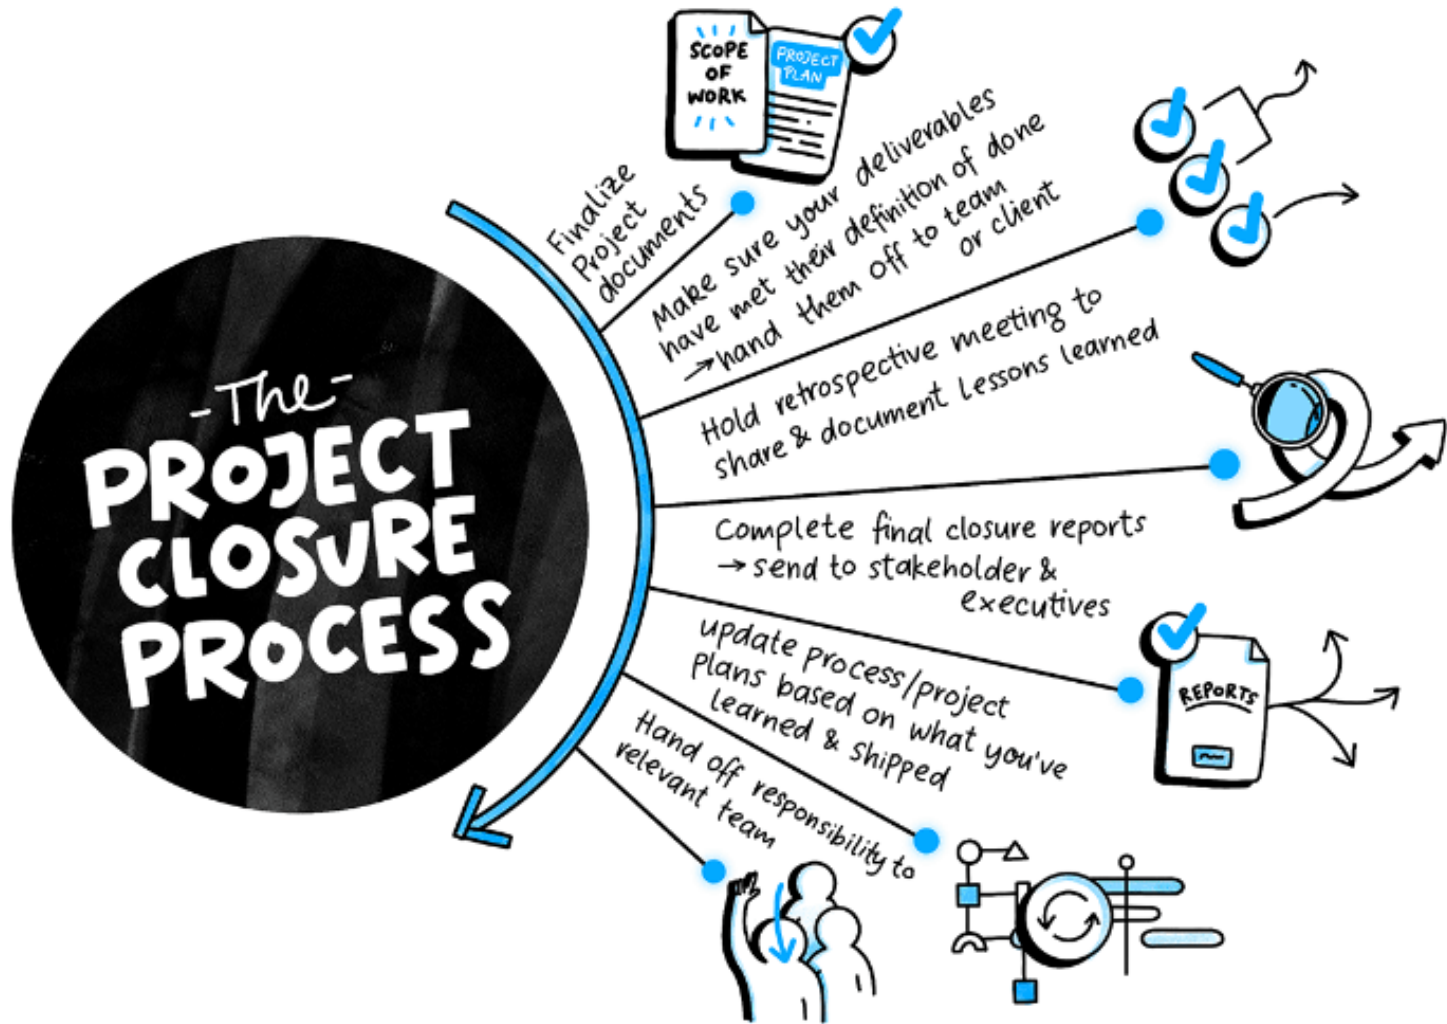 -The-
PROJECT
CLOSURE
PROCESS
SCOPE
OF
WORK
PROJECT
PLAN
Finalize
Project
documents
Make sure your deliverables
have met their definition of done
→ hand them off to team
or client
Hold retrospective meeting to
share & document Lessons learned
Complete final closure reports
→ send to stakeholder &
executives
REPORTS
update process/project
plans based on what you've
learned & shipped
Hand off responsibility to
relevant team